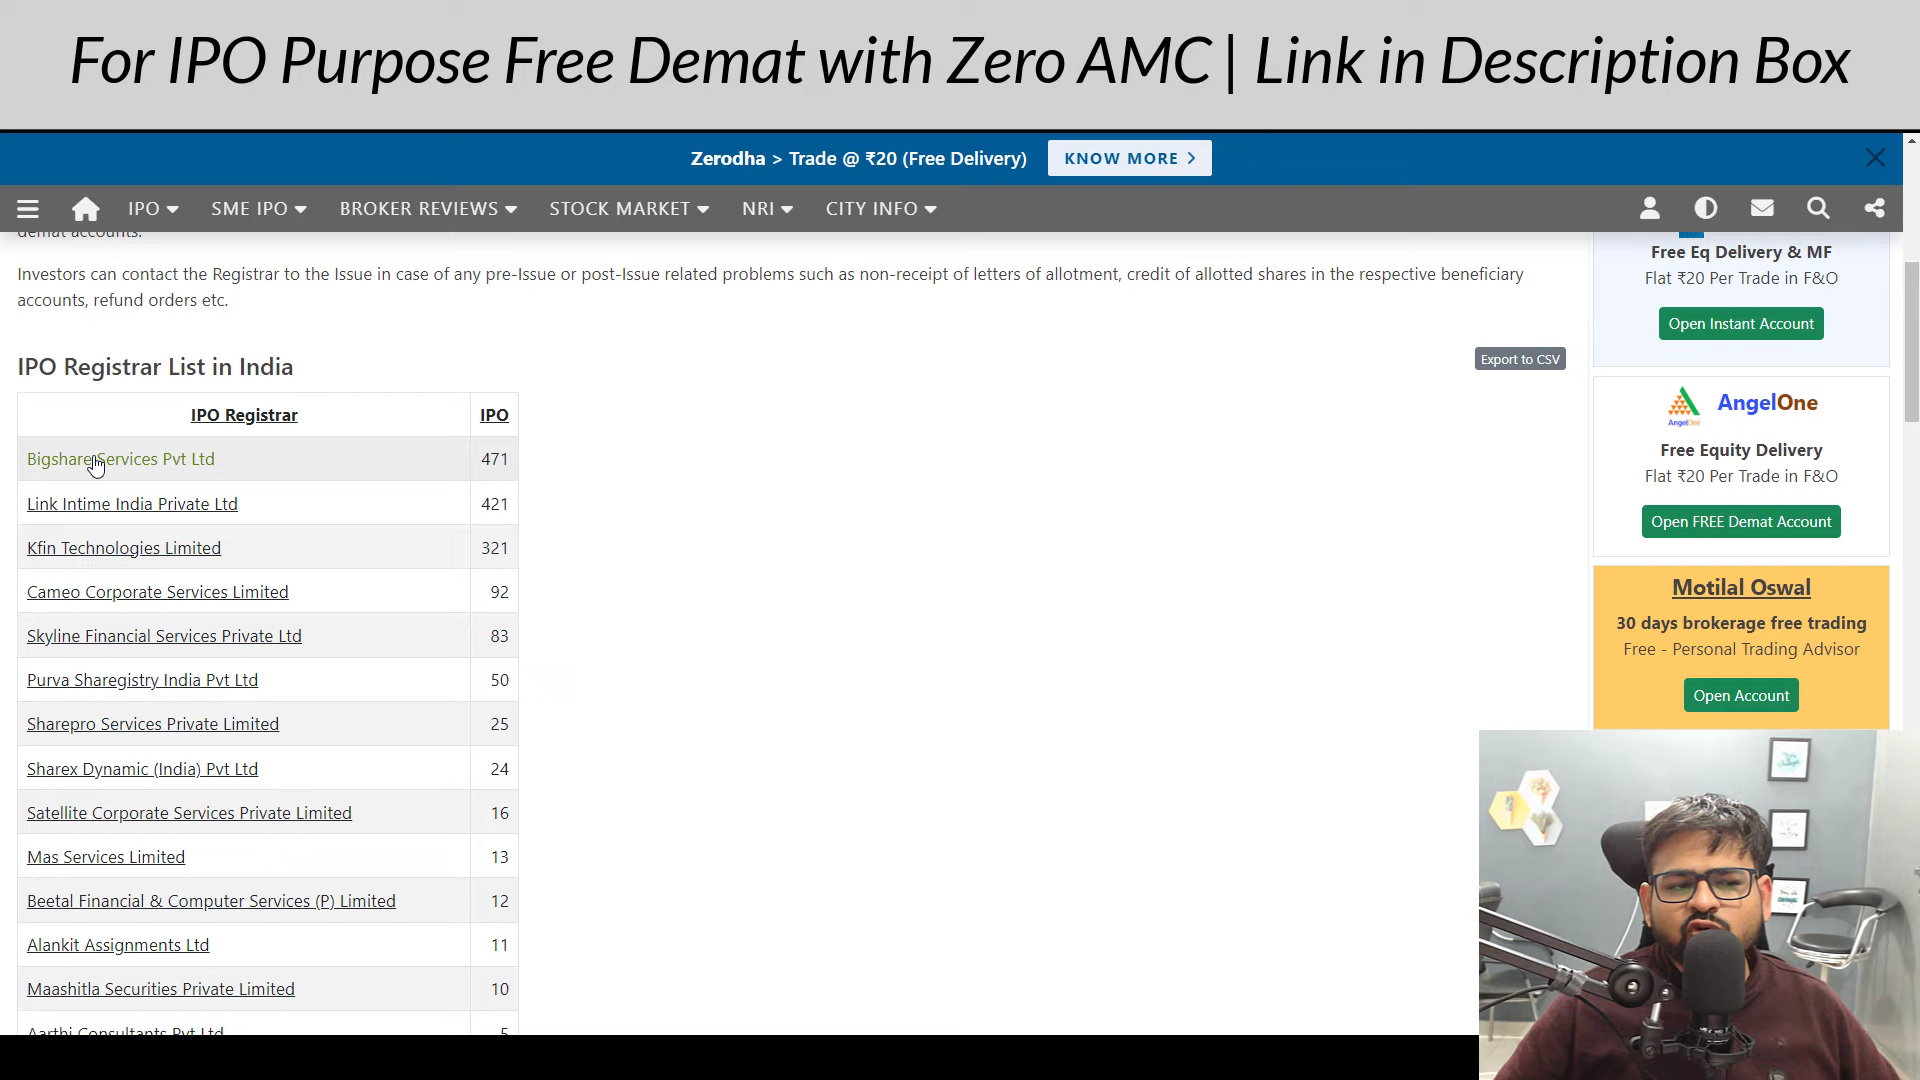 For IPO Purpose Free Demat with Zero AMC | Link in Description Box
Zerodha > Trade @ ₹20 (Free Delivery) KNOW MORE
IPO SME IPO BROKER REVIEWS STOCK MARKET NRI CITY INFO
demat accounts.
Investors can contact the Registrar to the Issue in case of any pre-Issue or post-Issue related problems such as non-receipt of letters of allotment, credit of allotted shares in the respective beneficiary
accounts, refund orders etc.
IPO Registrar List in India
Export to CSV
IPO Registrar IPO
Bigshare Services Pvt Ltd 471
Link Intime India Private Ltd 421
Kfin Technologies Limited 321
Cameo Corporate Services Limited 92
Skyline Financial Services Private Ltd 83
Purva Sharegistry India Pvt Ltd 50
Sharepro Services Private Limited 25
Sharex Dynamic (India) Pvt Ltd 24
Satellite Corporate Services Private Limited 16
Mas Services Limited 13
Beetal Financial & Computer Services (P) Limited 12
Alankit Assignments Ltd 11
Maashitla Securities Private Limited 10
Aarthi Consultants Pvt Ltd 5
Free Eq Delivery & MF
Flat ₹20 Per Trade in F&O
Open Instant Account
AngelOne
AngelOne
Free Equity Delivery
Flat ₹20 Per Trade in F&O
Open FREE Demat Account
Motilal Oswal
30 days brokerage free trading
Free - Personal Trading Advisor
Open Account